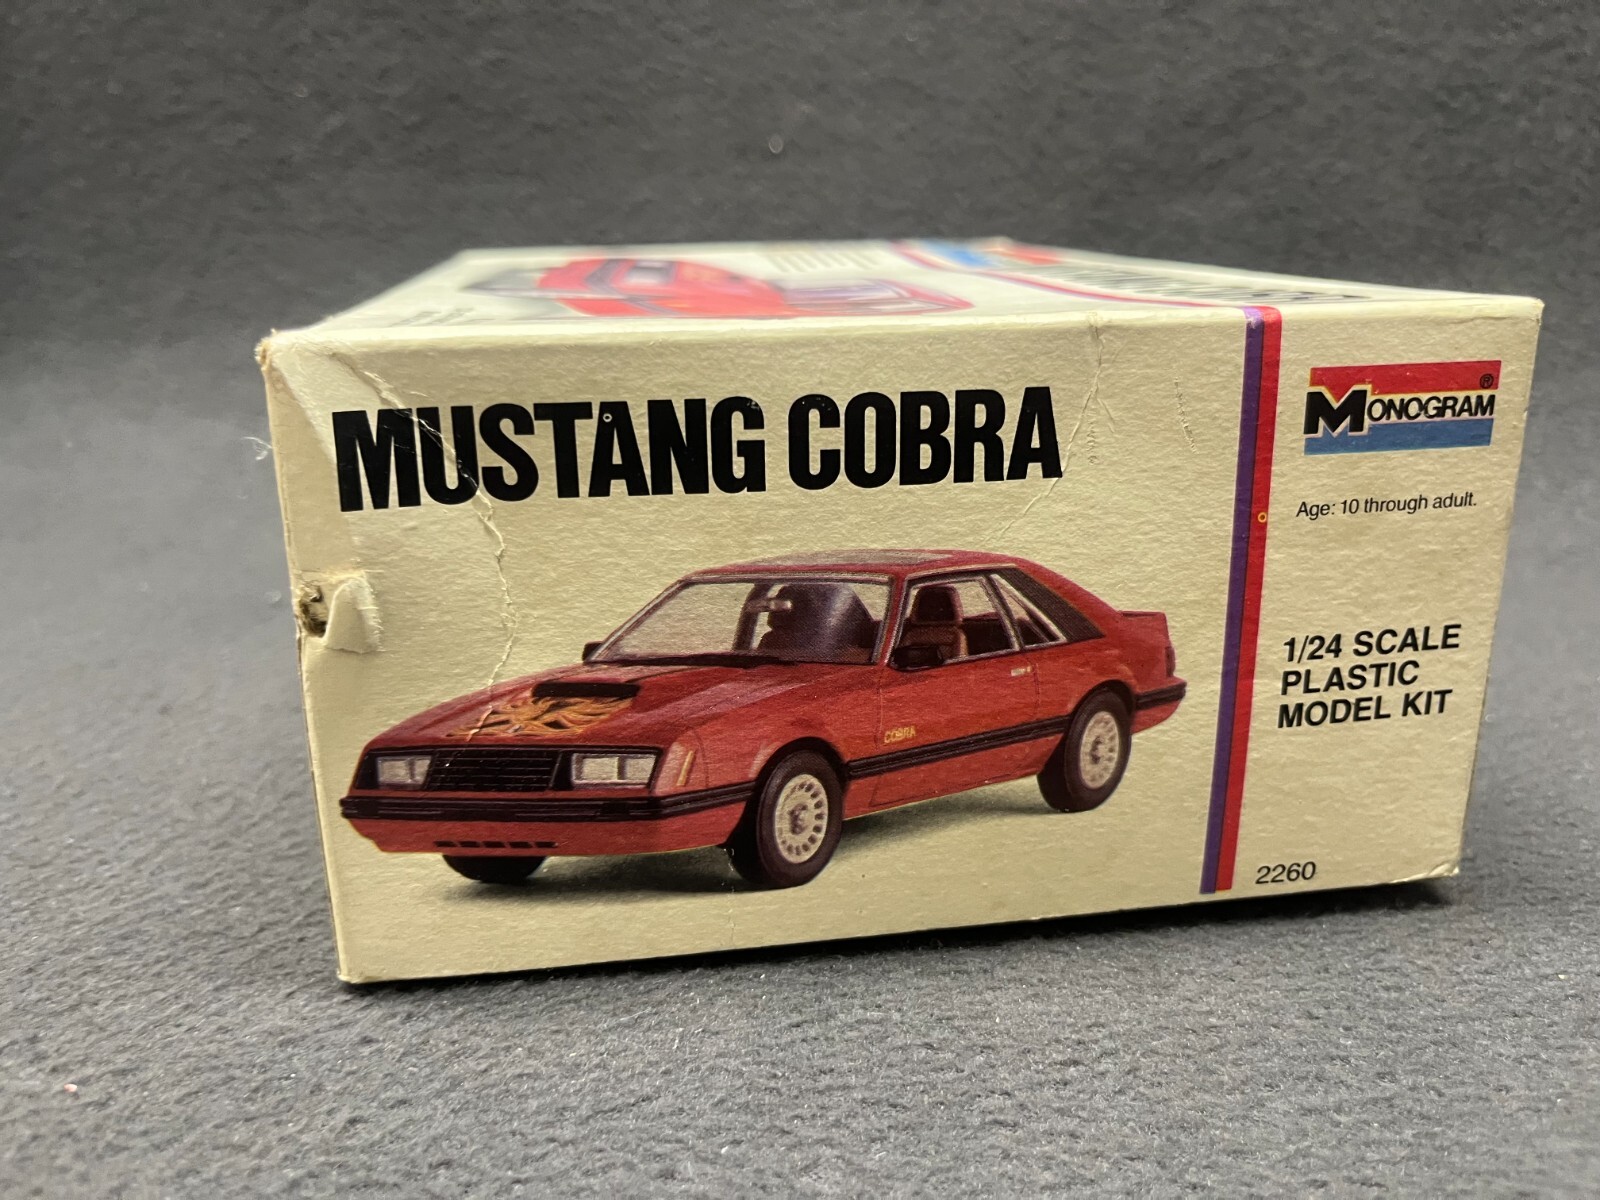 MUSTANG COBRA
MONOGRAM®
Age: 10 through adult.
COBRA
1/24 SCALE
PLASTIC
MODEL KIT
2260